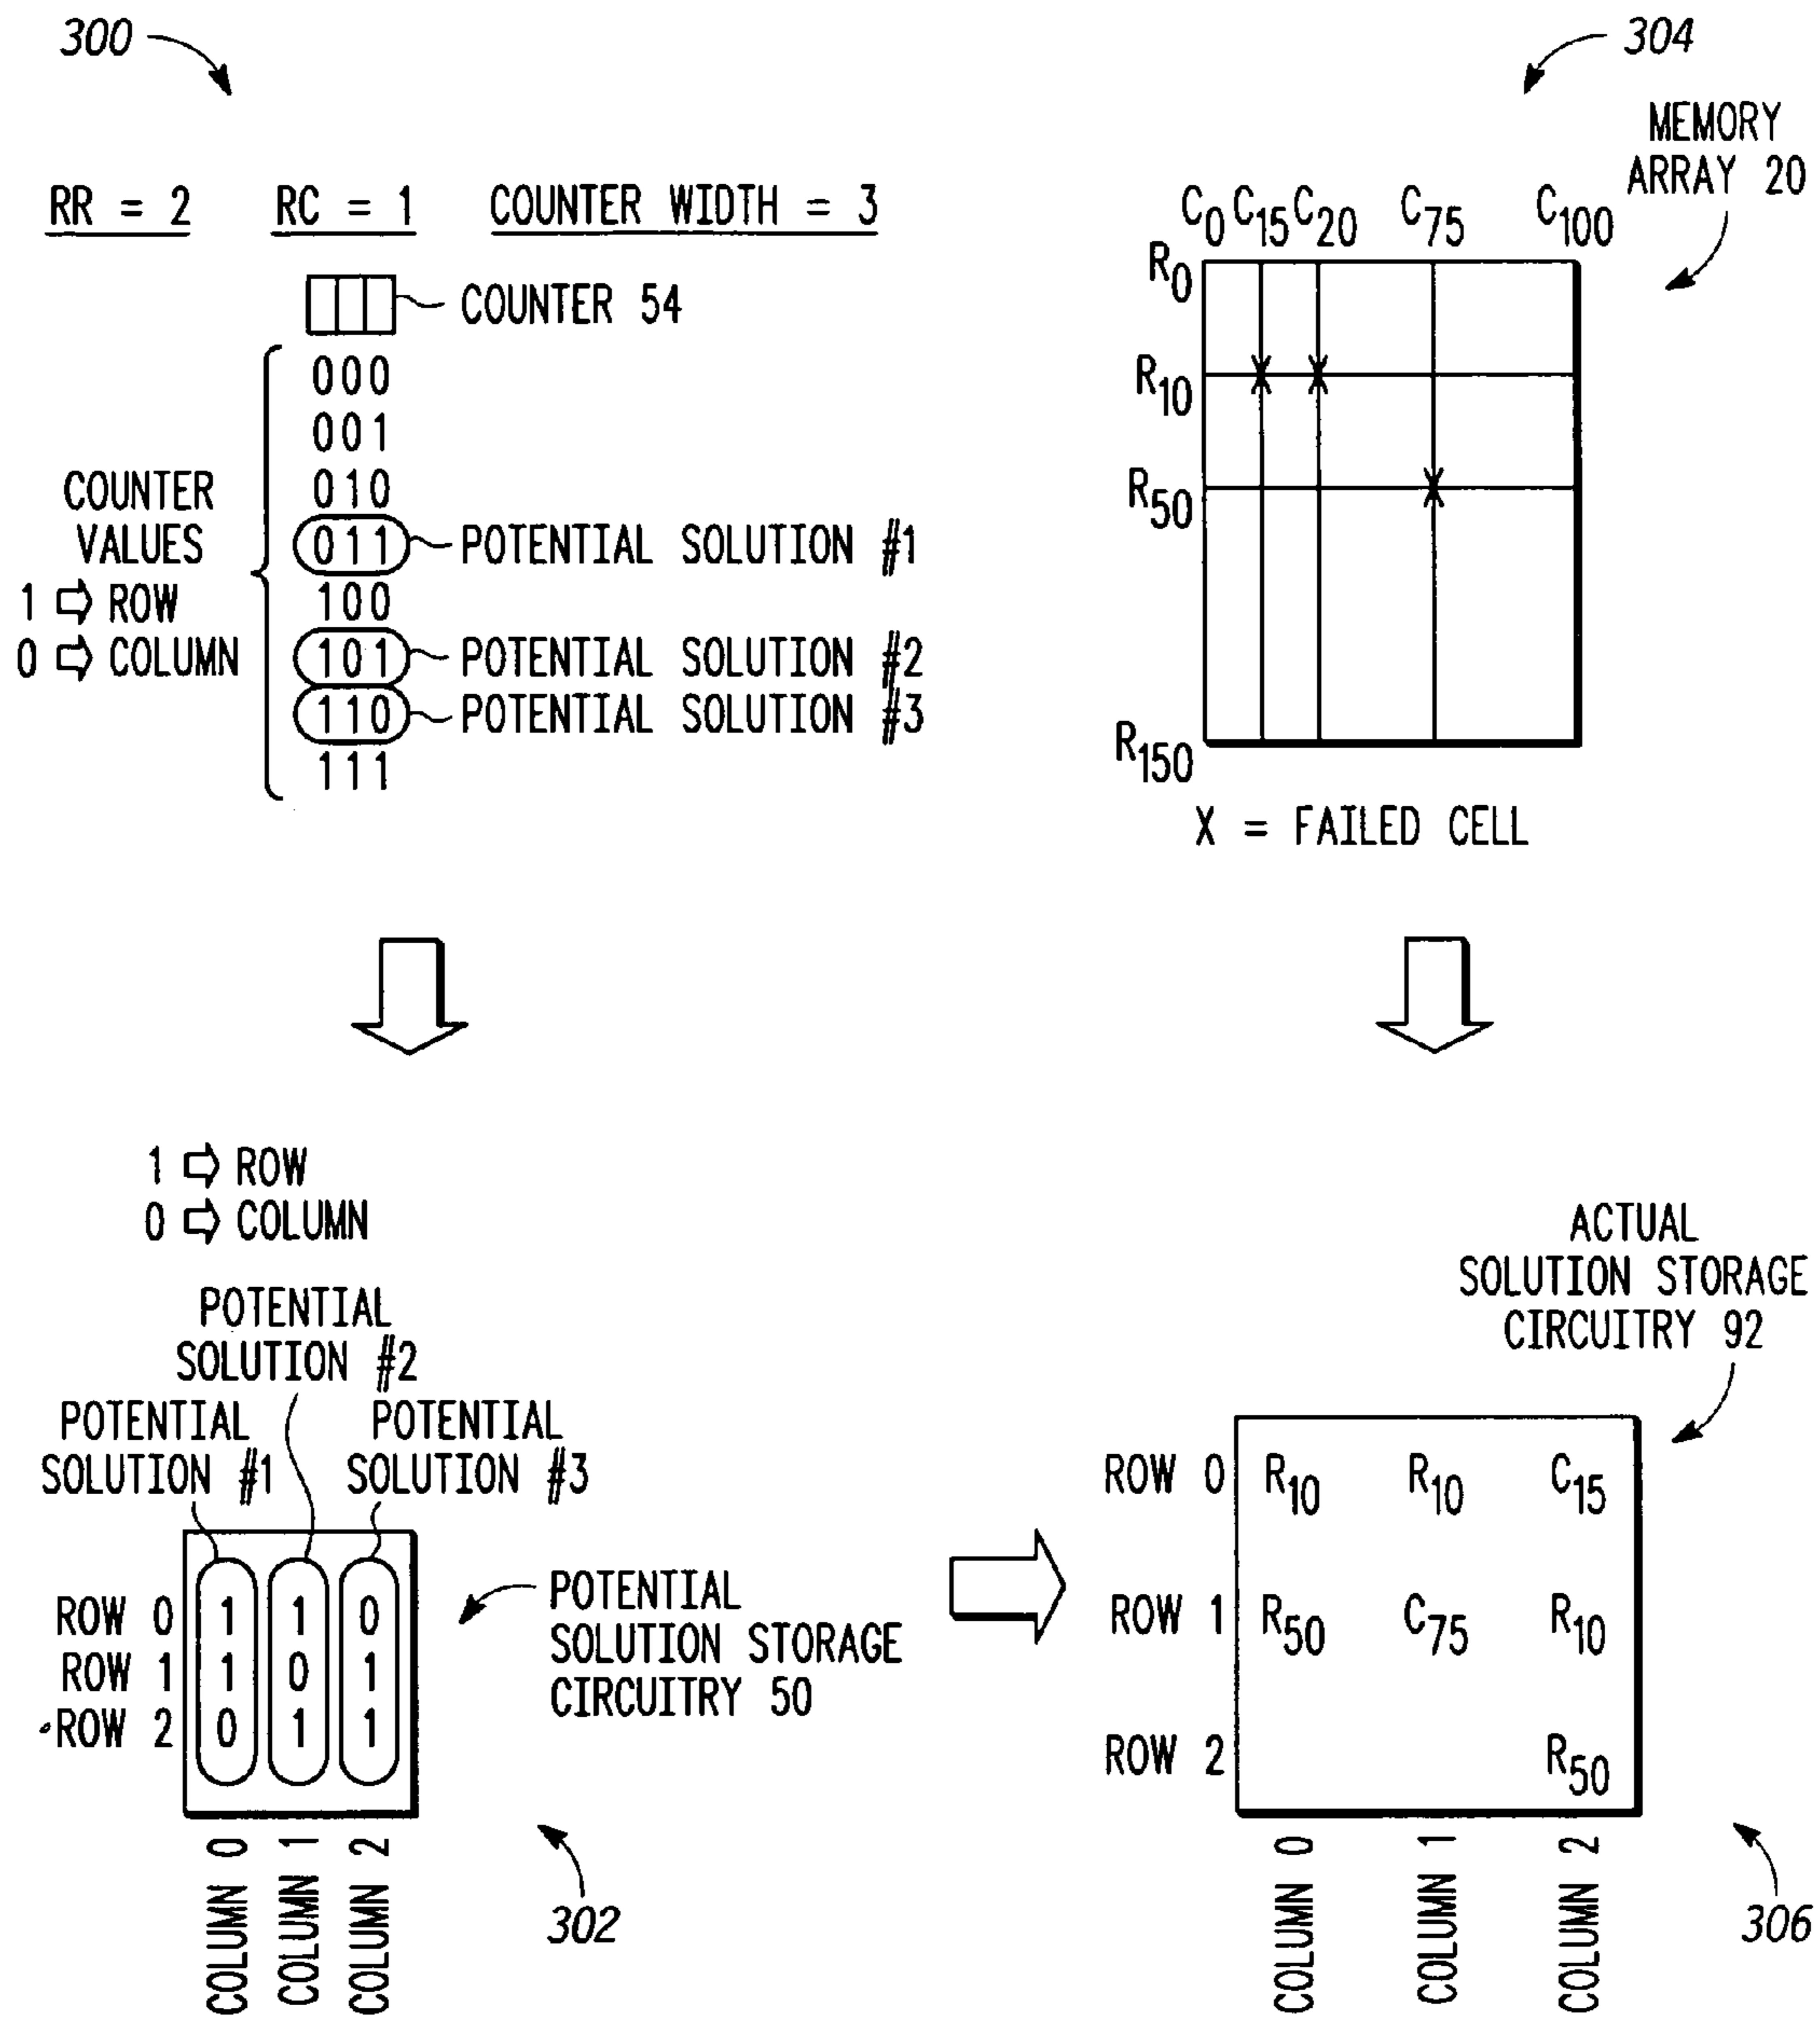 300
RR = 2 RC = 1 COUNTER WIDTH = 3
COUNTER 54
000
001
010
011 POTENTIAL SOLUTION #1
100
101 POTENTIAL SOLUTION #2
110 POTENTIAL SOLUTION #3
111
COUNTER
VALUES
1 ⇨ ROW
0 ⇨ COLUMN
304
MEMORY
ARRAY 20
C0 C15 C20 C75 C100
R0
R10
R50
R150
X = FAILED CELL
1 ⇨ ROW
0 ⇨ COLUMN
POTENTIAL
SOLUTION #2
POTENTIAL
SOLUTION #1
POTENTIAL
SOLUTION #3
ROW 0 1 1 0
ROW 1 1 0 1
ROW 2 0 1 1
COLUMN 0
COLUMN 1
COLUMN 2
POTENTIAL
SOLUTION STORAGE
CIRCUITRY 50
302
ACTUAL
SOLUTION STORAGE
CIRCUITRY 92
ROW 0 R10 R10 C15
ROW 1 R50 C75 R10
ROW 2 R50
COLUMN 0
COLUMN 1
COLUMN 2
306